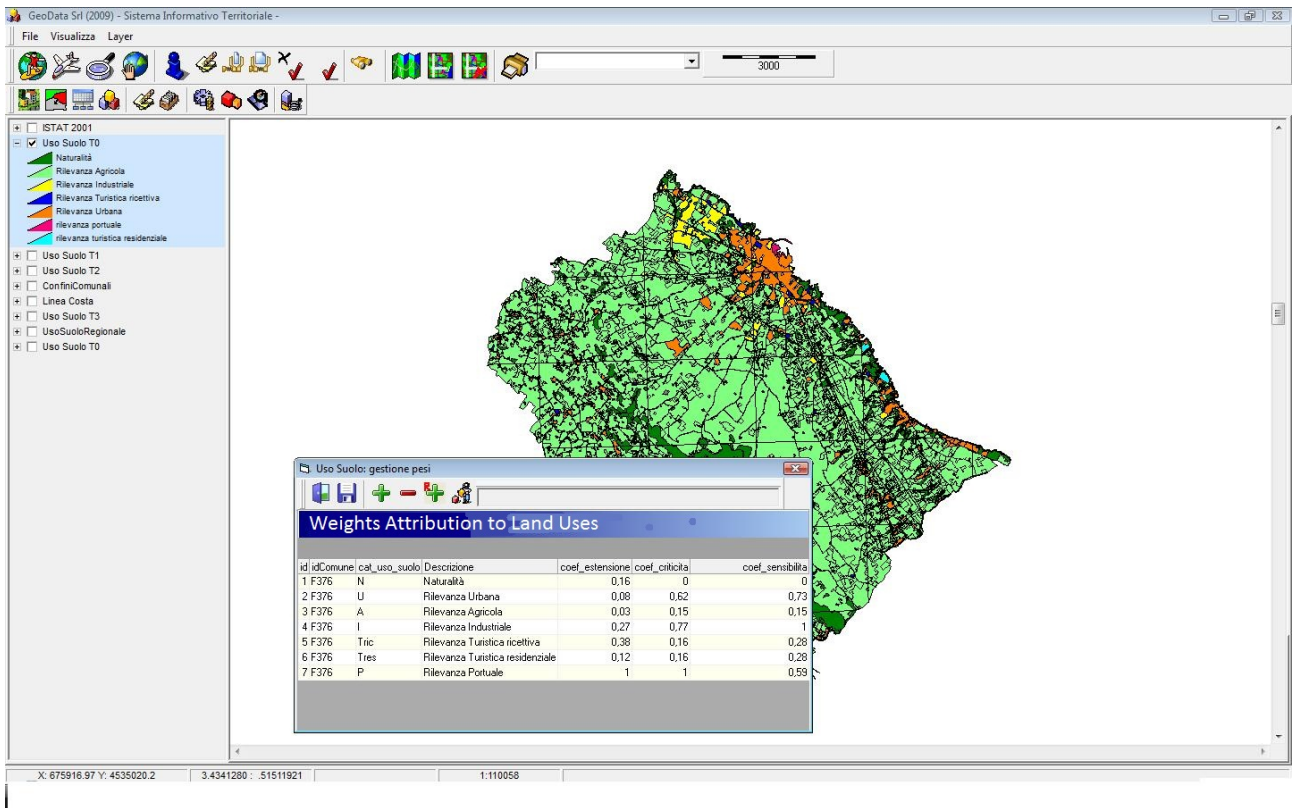 GeoData Srl (2009) - Sistema Informativo Territoriale -
File Visualizza Layer
3000
ISTAT 2001
Uso Suolo T0
Naturalità
Rilevanza Agricola
Rilevanza Industriale
Rilevanza Turistica ricettiva
Rilevanza Urbana
rilevanza portuale
rilevanza turistica residenziale
Uso Suolo T1
Uso Suolo T2
ConfiniComunali
Linea Costa
Uso Suolo T3
UsoSuoloRegionale
Uso Suolo T0
Uso Suolo: gestione pesi
Weights Attribution to Land Uses
id idComune cat_uso_suolo Descrizione coef_estensione coef_criticita coef_sensibilita
1 F376 N Naturalità 0,16 0 0
2 F376 U Rilevanza Urbana 0,08 0,62 0,73
3 F376 A Rilevanza Agricola 0,03 0,15 0,15
4 F376 I Rilevanza Industriale 0,27 0,77 1
5 F376 Tric Rilevanza Turistica ricettiva 0,38 0,16 0,28
6 F376 Tres Rilevanza Turistica residenziale 0,12 0,16 0,28
7 F376 P Rilevanza Portuale 1 1 0,59
X: 675916.97 Y: 4535020.2 3.4341280 : .51511921 1:110058